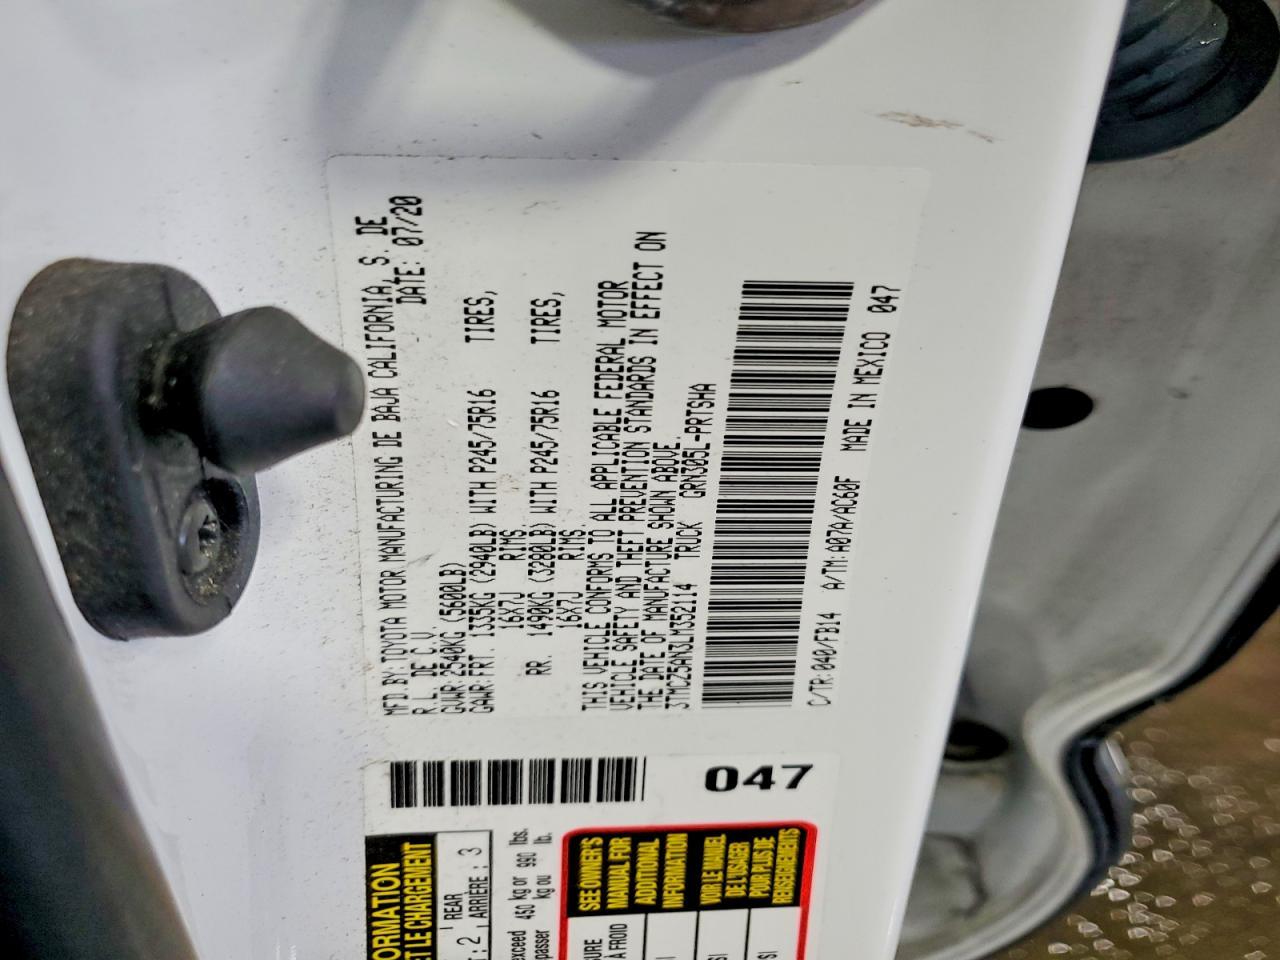 MFD BY: TOYOTA MOTOR MANUFACTURING DE BAJA CALIFORNIA, S. DE
R.L. DE C.V. DATE: 07/20
GVWR: 2540KG (5600LB)
GAWR: FRT. 1335KG (2940LB) WITH P245/75R16 TIRES,
16X7J RIMS
RR. 1490KG (3280LB) WITH P245/75R16 TIRES,
16X7J RIMS.
THIS VEHICLE CONFORMS TO ALL APPLICABLE FEDERAL MOTOR
VEHICLE SAFETY AND THEFT PREVENTION STANDARDS IN EFFECT ON
THE DATE OF MANUFACTURE SHOWN ABOVE.
3TMCZ5AN3LM352114 TRUCK GRN305L-PRTSHA
C/TR: 040/FB14 A/TM: A07A/AC60F MADE IN MEXICO 047
047
ORMATION
ET LE CHARGEMENT
: 2 REAR
ARRIÈRE : 3
exceed 450 kg or 990 lbs.
passer kg ou lb.
SEE OWNER'S
MANUAL FOR
ADDITIONAL
INFORMATION
VOIR LE MANUEL
DE L'USAGER
POUR PLUS DE
RENSEIGNEMENTS
URE
À FROID
SI
SI